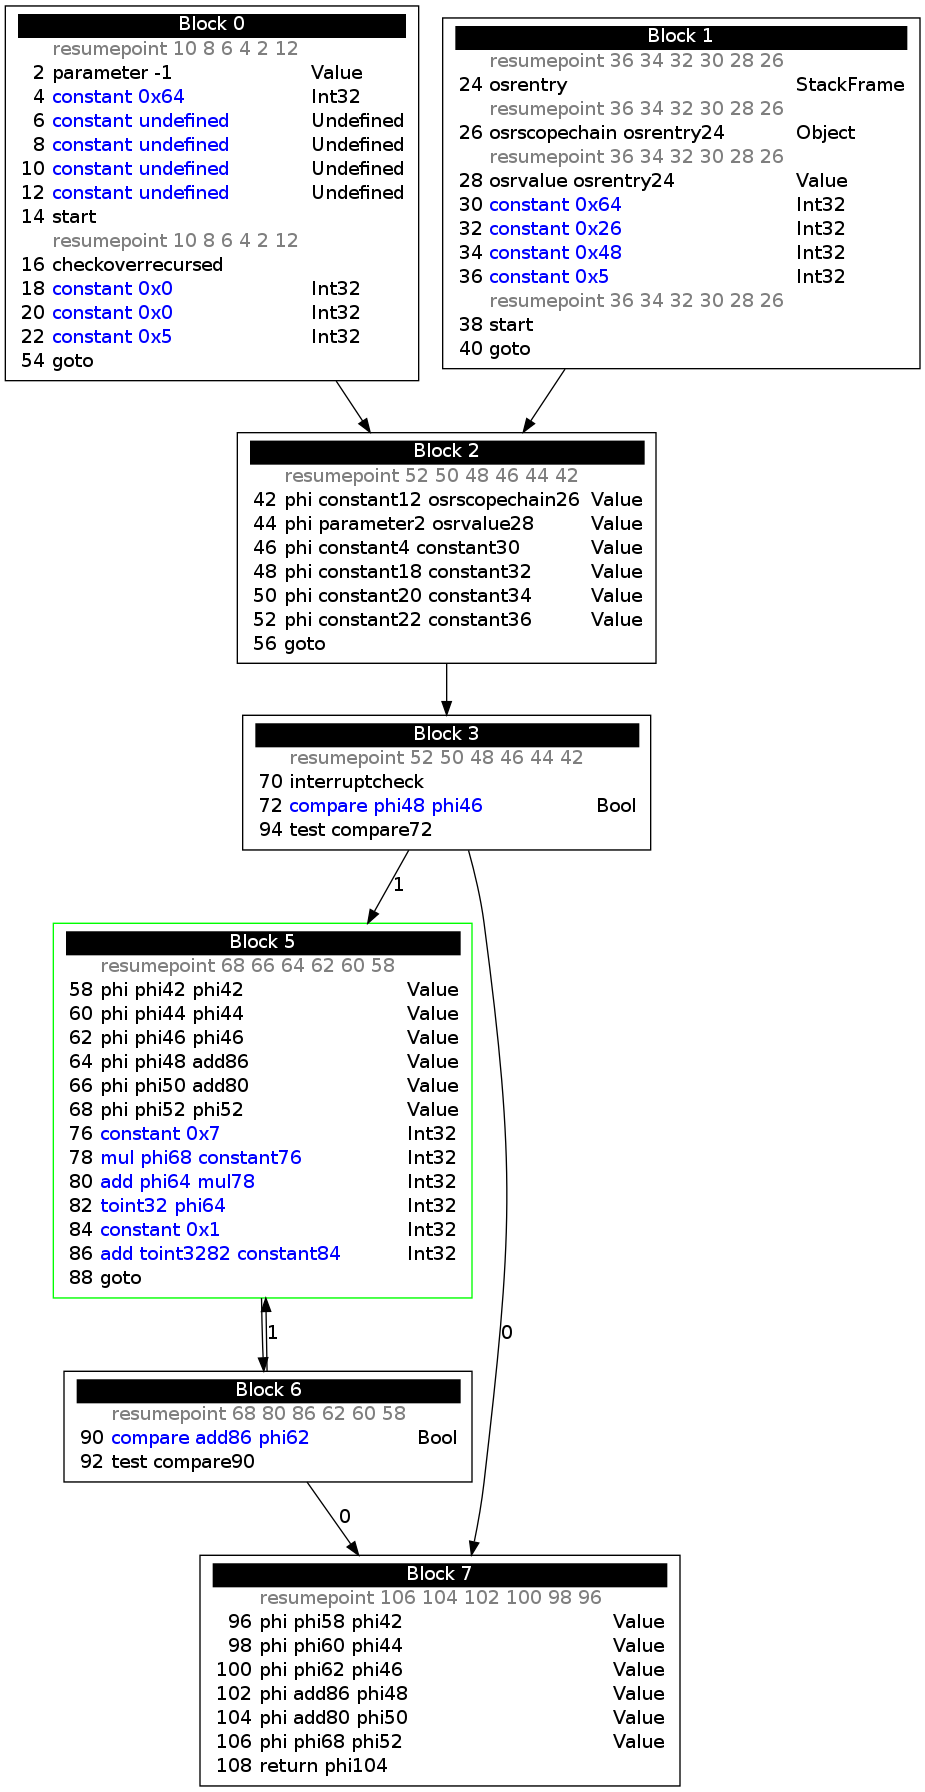 Block 0
resumepoint 10 8 6 4 2 12
2 parameter -1 Value
4 constant 0x64 Int32
6 constant undefined Undefined
8 constant undefined Undefined
10 constant undefined Undefined
12 constant undefined Undefined
14 start
resumepoint 10 8 6 4 2 12
16 checkoverrecursed
18 constant 0x0 Int32
20 constant 0x0 Int32
22 constant 0x5 Int32
54 goto
Block 1
resumepoint 36 34 32 30 28 26
24 osrentry StackFrame
resumepoint 36 34 32 30 28 26
26 osrscopechain osrentry24 Object
resumepoint 36 34 32 30 28 26
28 osrvalue osrentry24 Value
30 constant 0x64 Int32
32 constant 0x26 Int32
34 constant 0x48 Int32
36 constant 0x5 Int32
resumepoint 36 34 32 30 28 26
38 start
40 goto
Block 2
resumepoint 52 50 48 46 44 42
42 phi constant12 osrscopechain26 Value
44 phi parameter2 osrvalue28 Value
46 phi constant4 constant30 Value
48 phi constant18 constant32 Value
50 phi constant20 constant34 Value
52 phi constant22 constant36 Value
56 goto
Block 3
resumepoint 52 50 48 46 44 42
70 interruptcheck
72 compare phi48 phi46 Bool
94 test compare72
1
Block 5
resumepoint 68 66 64 62 60 58
58 phi phi42 phi42 Value
60 phi phi44 phi44 Value
62 phi phi46 phi46 Value
64 phi phi48 add86 Value
66 phi phi50 add80 Value
68 phi phi52 phi52 Value
76 constant 0x7 Int32
78 mul phi68 constant76 Int32
80 add phi64 mul78 Int32
82 toint32 phi64 Int32
84 constant 0x1 Int32
86 add toint3282 constant84 Int32
88 goto
1
0
Block 6
resumepoint 68 80 86 62 60 58
90 compare add86 phi62 Bool
92 test compare90
0
Block 7
resumepoint 106 104 102 100 98 96
96 phi phi58 phi42 Value
98 phi phi60 phi44 Value
100 phi phi62 phi46 Value
102 phi add86 phi48 Value
104 phi add80 phi50 Value
106 phi phi68 phi52 Value
108 return phi104